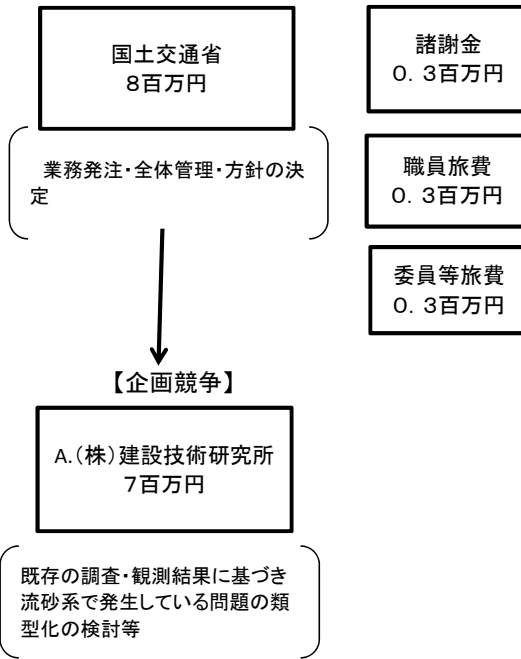 国土交通省
8百万円
業務発注・全体管理・方針の決
定
【企画競争】
A.(株)建設技術研究所
7百万円
既存の調査・観測結果に基づき
流砂系で発生している問題の類
型化の検討等
諸謝金
0.3百万円
職員旅費
0.3百万円
委員等旅費
0.3百万円